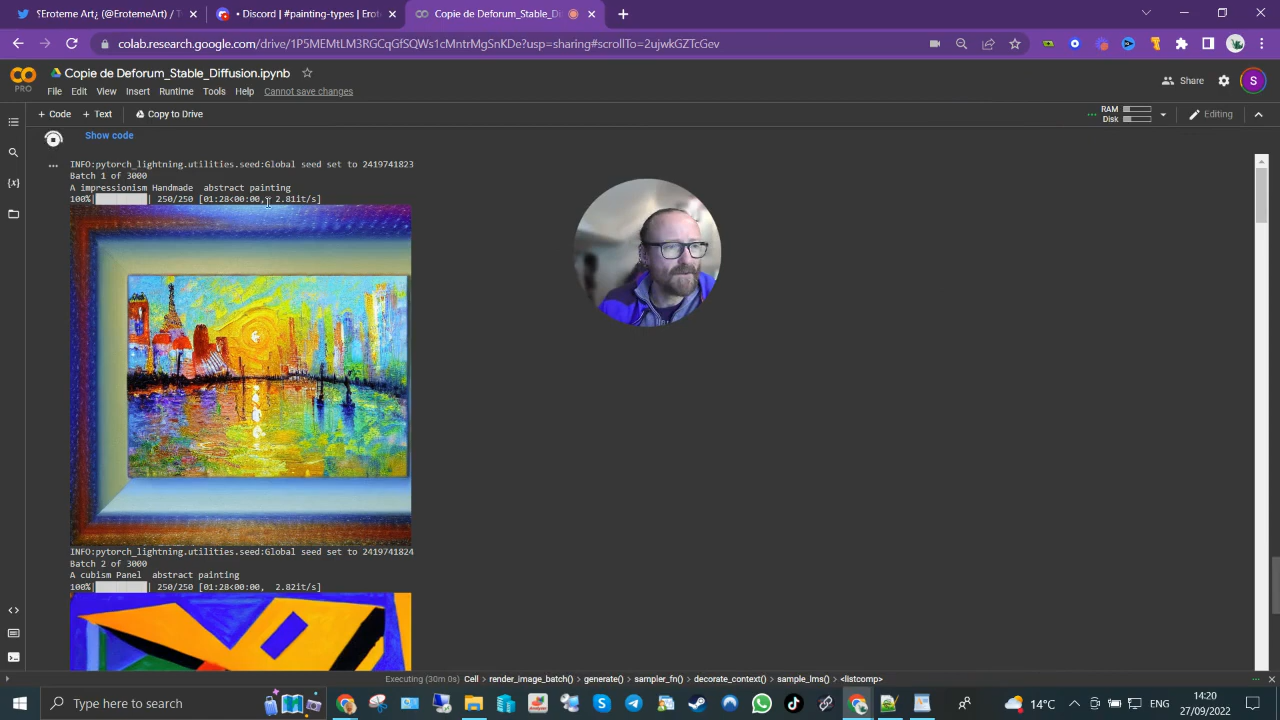 ¶Eroteme Art¿ (@ErotemeArt) / T
• Discord | #painting-types | Erote
Copie de Deforum_Stable_Di
colab.research.google.com/drive/1P5MEMtLM3RGCqGfSQWs1cMntrMgSnKDe?usp=sharing#scrollTo=2ujwkGZTcGev
Copie de Deforum_Stable_Diffusion.ipynb
PRO
File Edit View Insert Runtime Tools Help Cannot save changes
Share
S
+ Code + Text Copy to Drive
RAM
Disk
Editing
Show code
INFO:pytorch_lightning.utilities.seed:Global seed set to 2419741823
Batch 1 of 3000
A impressionism Handmade  abstract painting
100%| | 250/250 [01:28<00:00,  2.81it/s]
INFO:pytorch_lightning.utilities.seed:Global seed set to 2419741824
Batch 2 of 3000
A cubism Panel  abstract painting
100%| | 250/250 [01:28<00:00,  2.82it/s]
Executing (30m 0s) Cell > render_image_batch() > generate() > sampler_fn() > decorate_context() > sample_lms() > <listcomp>
Type here to search
14°C
ENG
14:20
27/09/2022